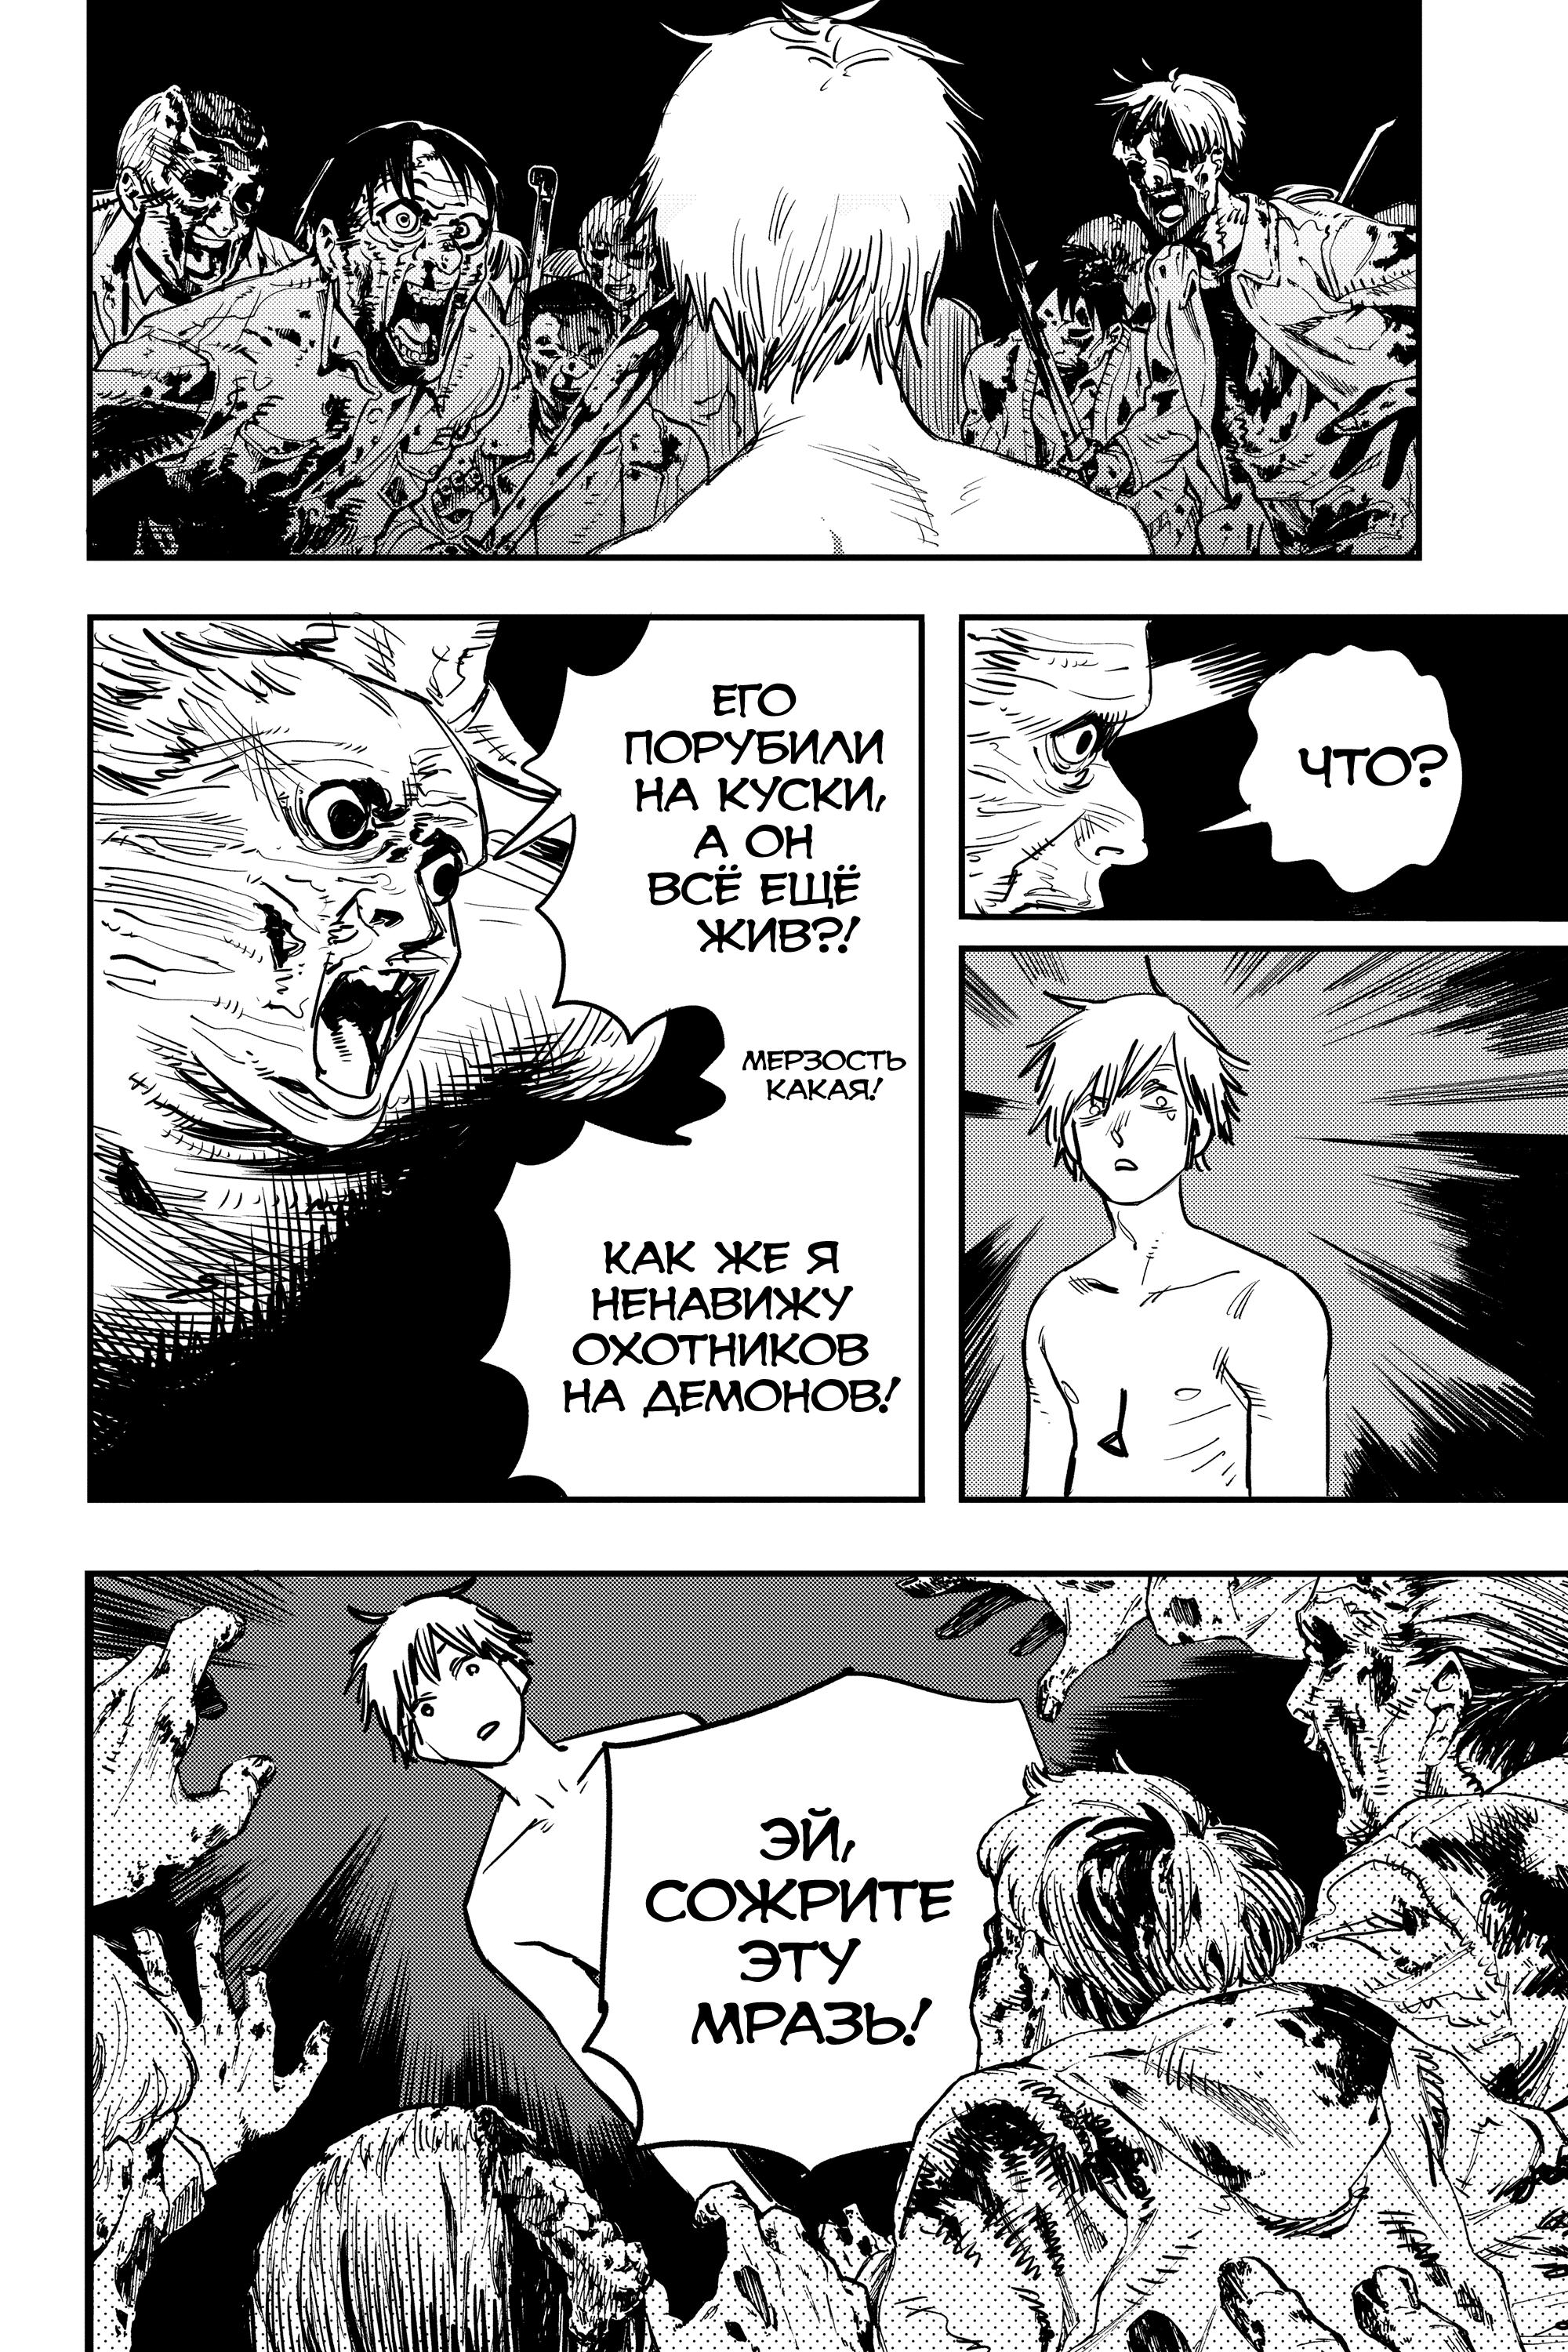 ЧТО?
ЕГО
ПОРУБИЛИ
НА КУСКИ,
А ОН
ВСЁ ЕЩЁ
ЖИВ?!
МЕРЗОСТЬ
КАКАЯ!
КАК ЖЕ Я
НЕНАВИЖУ
ОХОТНИКОВ
НА ДЕМОНОВ!
ЭЙ,
СОЖРИТЕ
ЭТУ
МРАЗЬ!